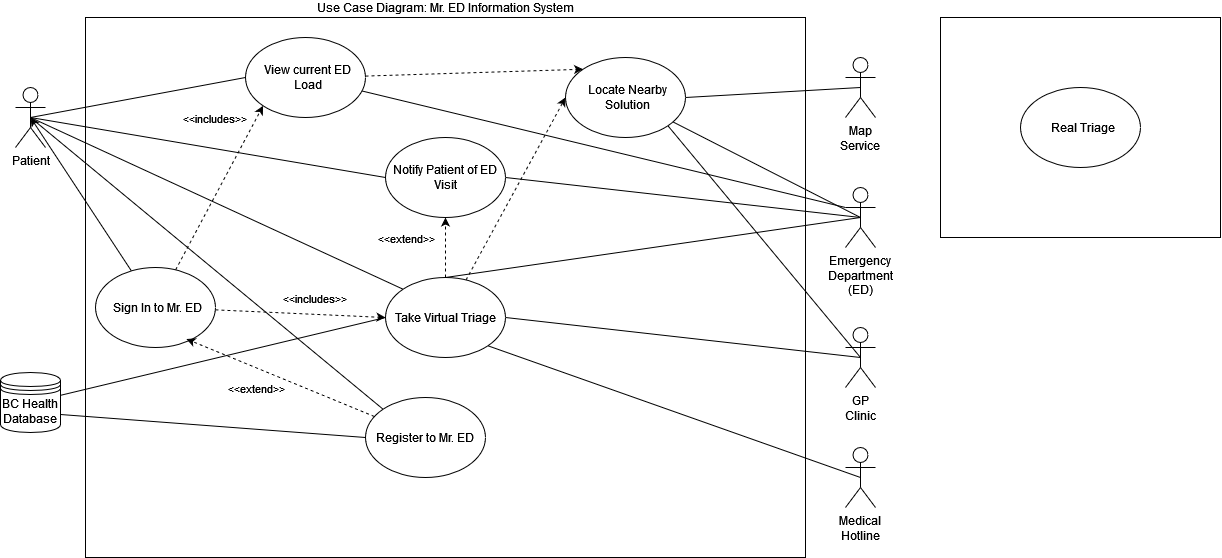 Use Case Diagram: Mr. ED Information System
View current ED
Load
Locate Nearby
Solution
Map
Service
Real Triage
<<includes>>
Patient
Notify Patient of ED
Visit
<<extend>>
Emergency
Department
(ED)
Sign In to Mr. ED
<<includes>>
Take Virtual Triage
<<extend>>
BC Health
Database
GP
Clinic
Register to Mr. ED
Medical
Hotline